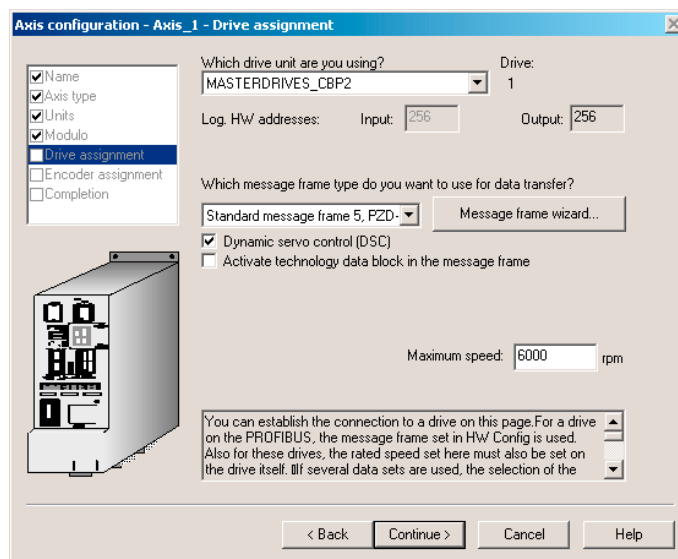 Axis configuration - Axis_1 - Drive assignment
Name
Axis type
Units
Modulo
Drive assignment
Encoder assignment
Completion
Which drive unit are you using?
Drive:
MASTERDRIVES_CBP2
1
Log. HW addresses:
Input:
256
Output:
256
Which message frame type do you want to use for data transfer?
Standard message frame 5, PZD-
Message frame wizard...
Dynamic servo control (DSC)
Activate technology data block in the message frame
Maximum speed:
6000
rpm
You can establish the connection to a drive on this page.For a drive
on the PROFIBUS, the message frame set in HW Config is used.
Also for these drives, the rated speed set here must also be set on
the drive itself. If several data sets are used, the selection of the
< Back
Continue >
Cancel
Help